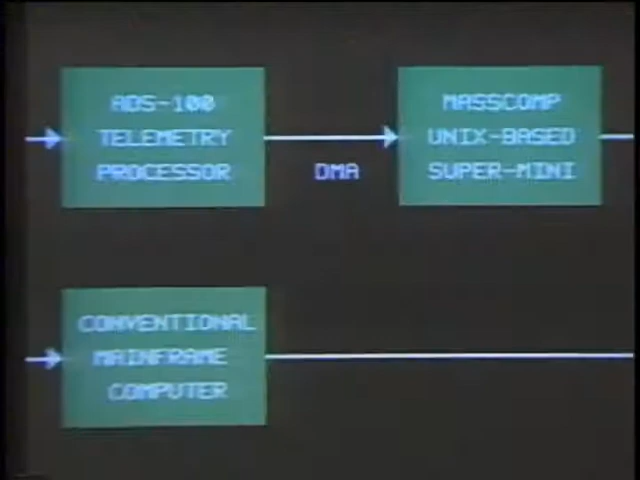 ADS-100
TELEMETRY
PROCESSOR
DMA
MASSCOMP
UNIX-BASED
SUPER-MINI
CONVENTIONAL
MAINFRAME
COMPUTER